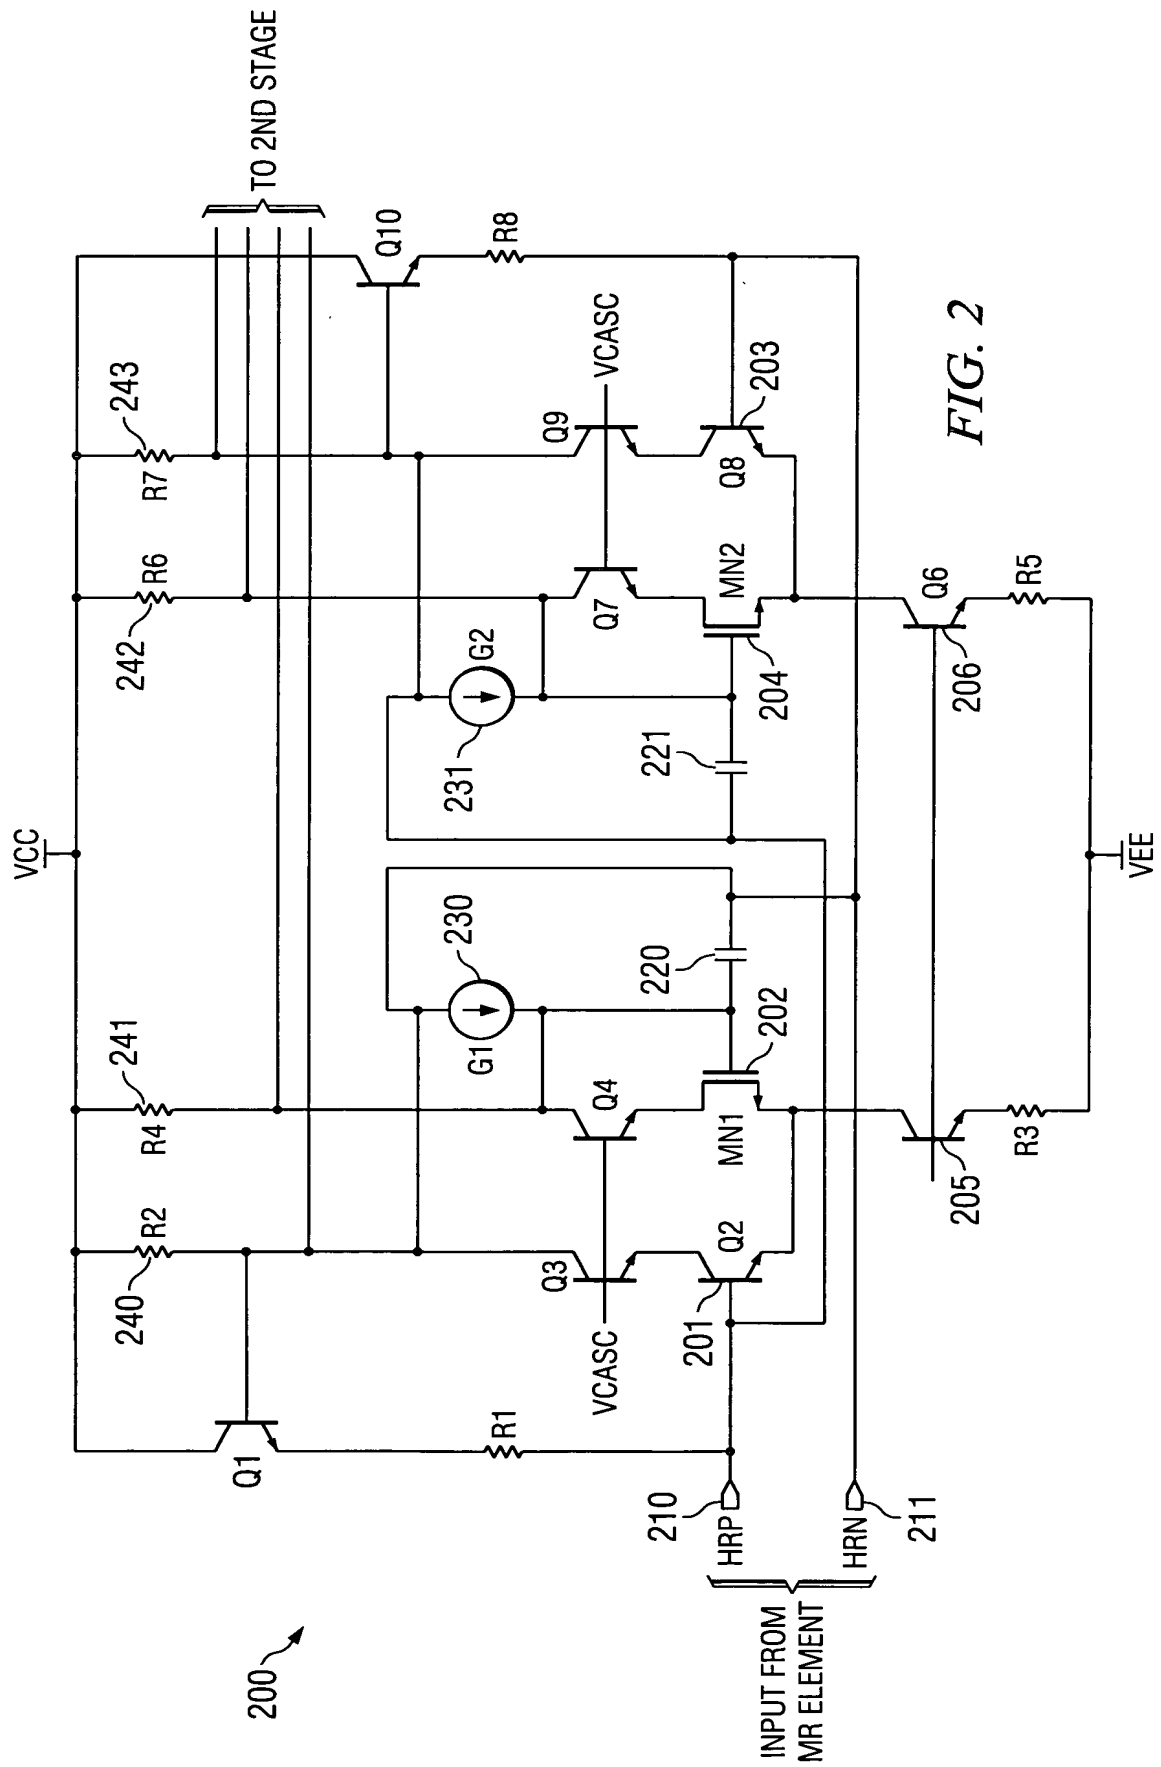 200
INPUT FROM
MR ELEMENT
210
HRP
HRN
211
VCC
240
R2
241
R4
242
R6
243
R7
TO 2ND STAGE
Q1
R1
Q3
VCASC
Q4
G1
230
231
G2
Q7
Q9
VCASC
Q10
R8
201
Q2
MN1
202
220
221
204
MN2
Q8
203
205
R3
206
Q6
R5
VEE
FIG. 2